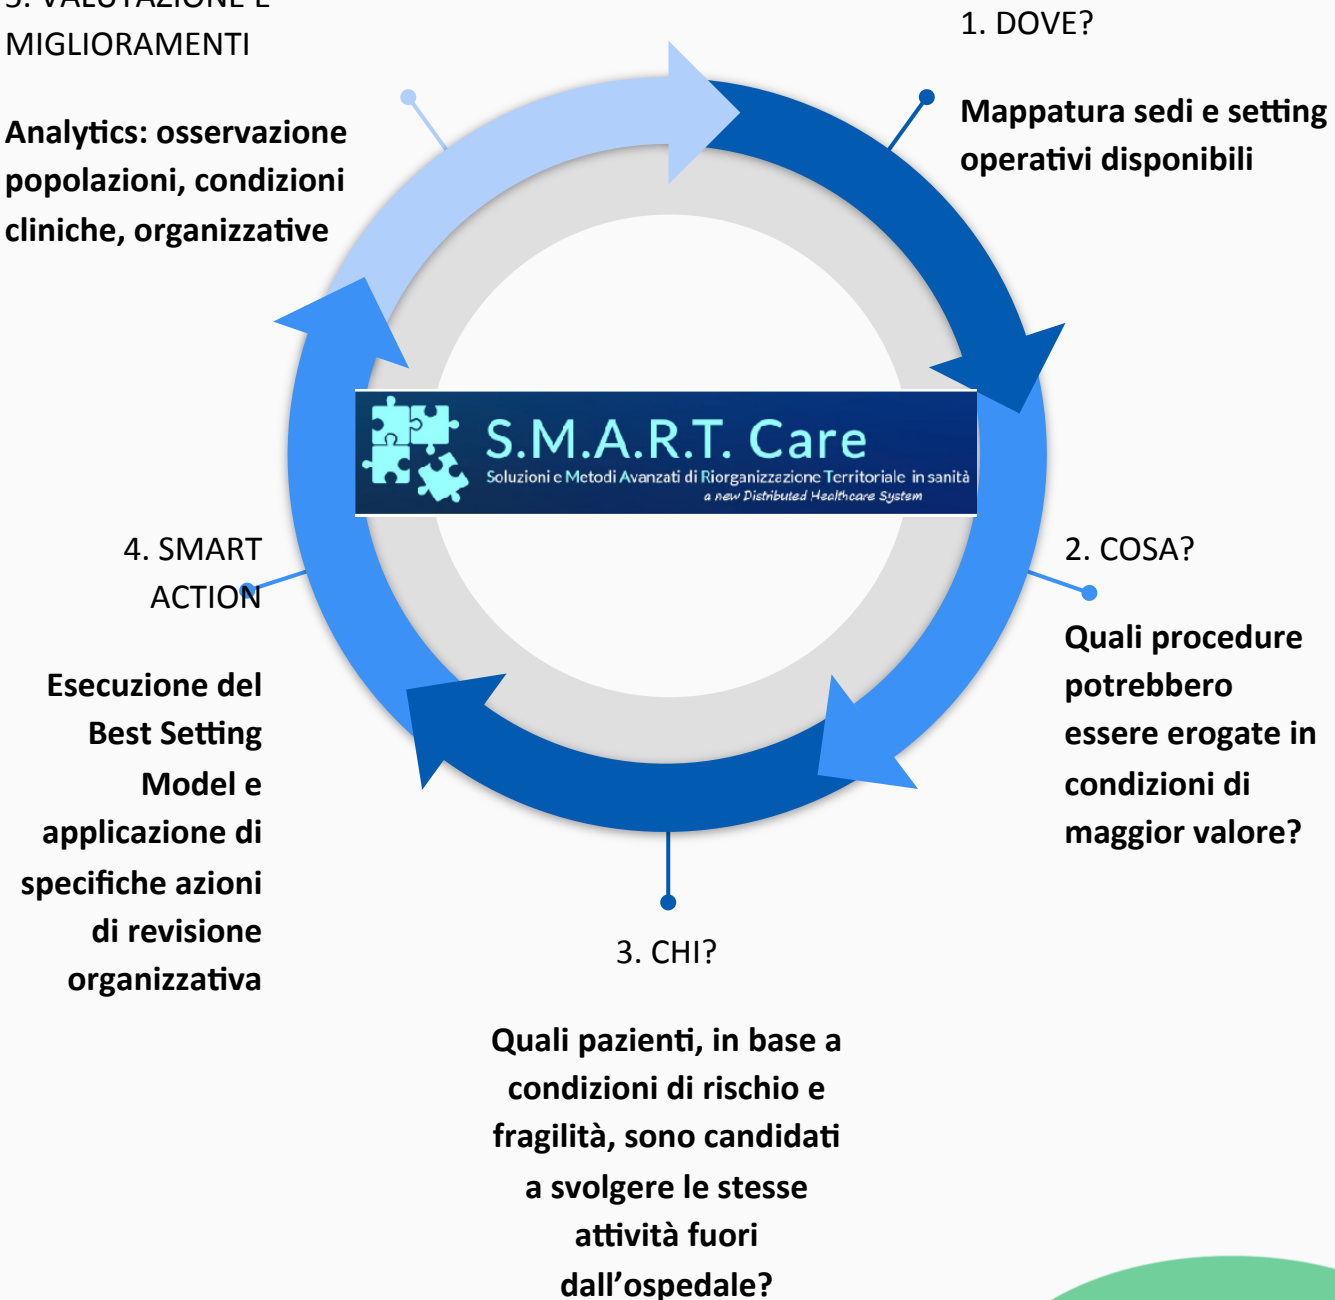 5. VALUTAZIONE E
MIGLIORAMENTI
Analytics: osservazione
popolazioni, condizioni
cliniche, organizzative
1. DOVE?
Mappatura sedi e setting
operativi disponibili
S.M.A.R.T. Care
Soluzioni e Metodi Avanzati di Riorganizzazione Territoriale in sanità
a new Distributed Healthcare System
2. COSA?
Quali procedure
potrebbero
essere erogate in
condizioni di
maggior valore?
3. CHI?
Quali pazienti, in base a
condizioni di rischio e
fragilità, sono candidati
a svolgere le stesse
attività fuori
dall’ospedale?
4. SMART
ACTION
Esecuzione del
Best Setting
Model e
applicazione di
specifiche azioni
di revisione
organizzativa